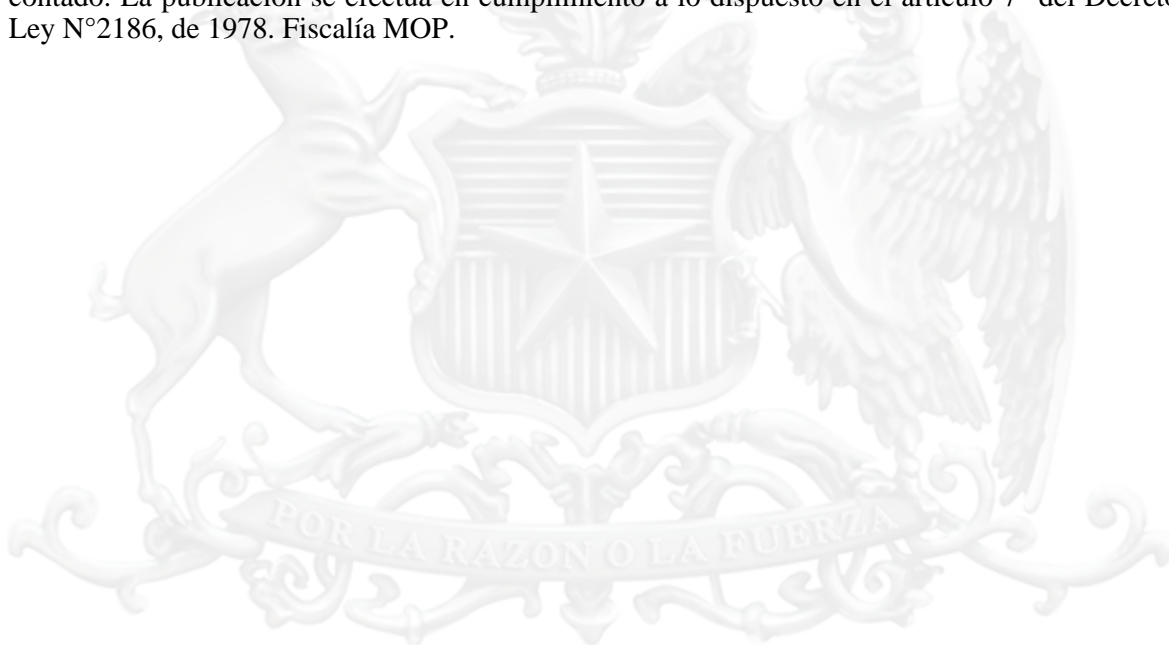 contado. La publicación se efectúa en cumplimiento a lo dispuesto en el artículo 7° del Decreto
Ley N°2186, de 1978. Fiscalía MOP.
POR LA RAZON O LA FUERZA